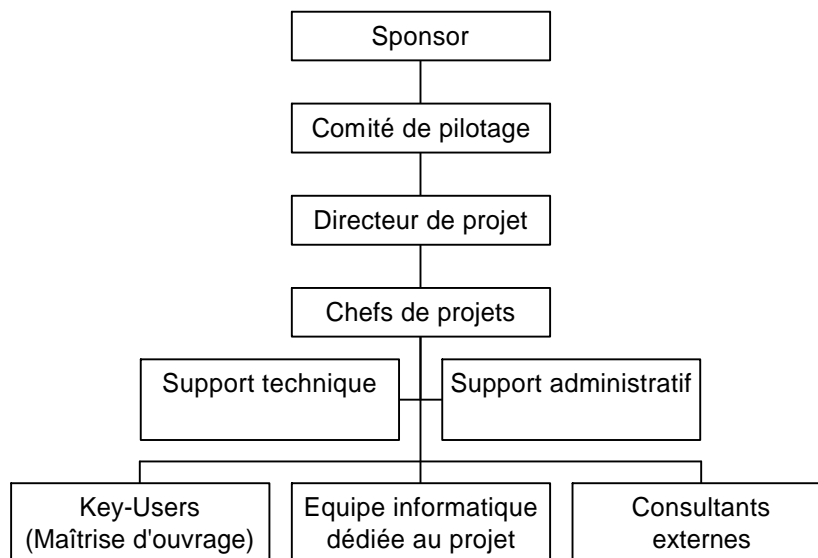 Sponsor
Comité de pilotage
Directeur de projet
Chefs de projets
Support technique
Support administratif
Key-Users
(Maîtrise d'ouvrage)
Equipe informatique
dédiée au projet
Consultants
externes